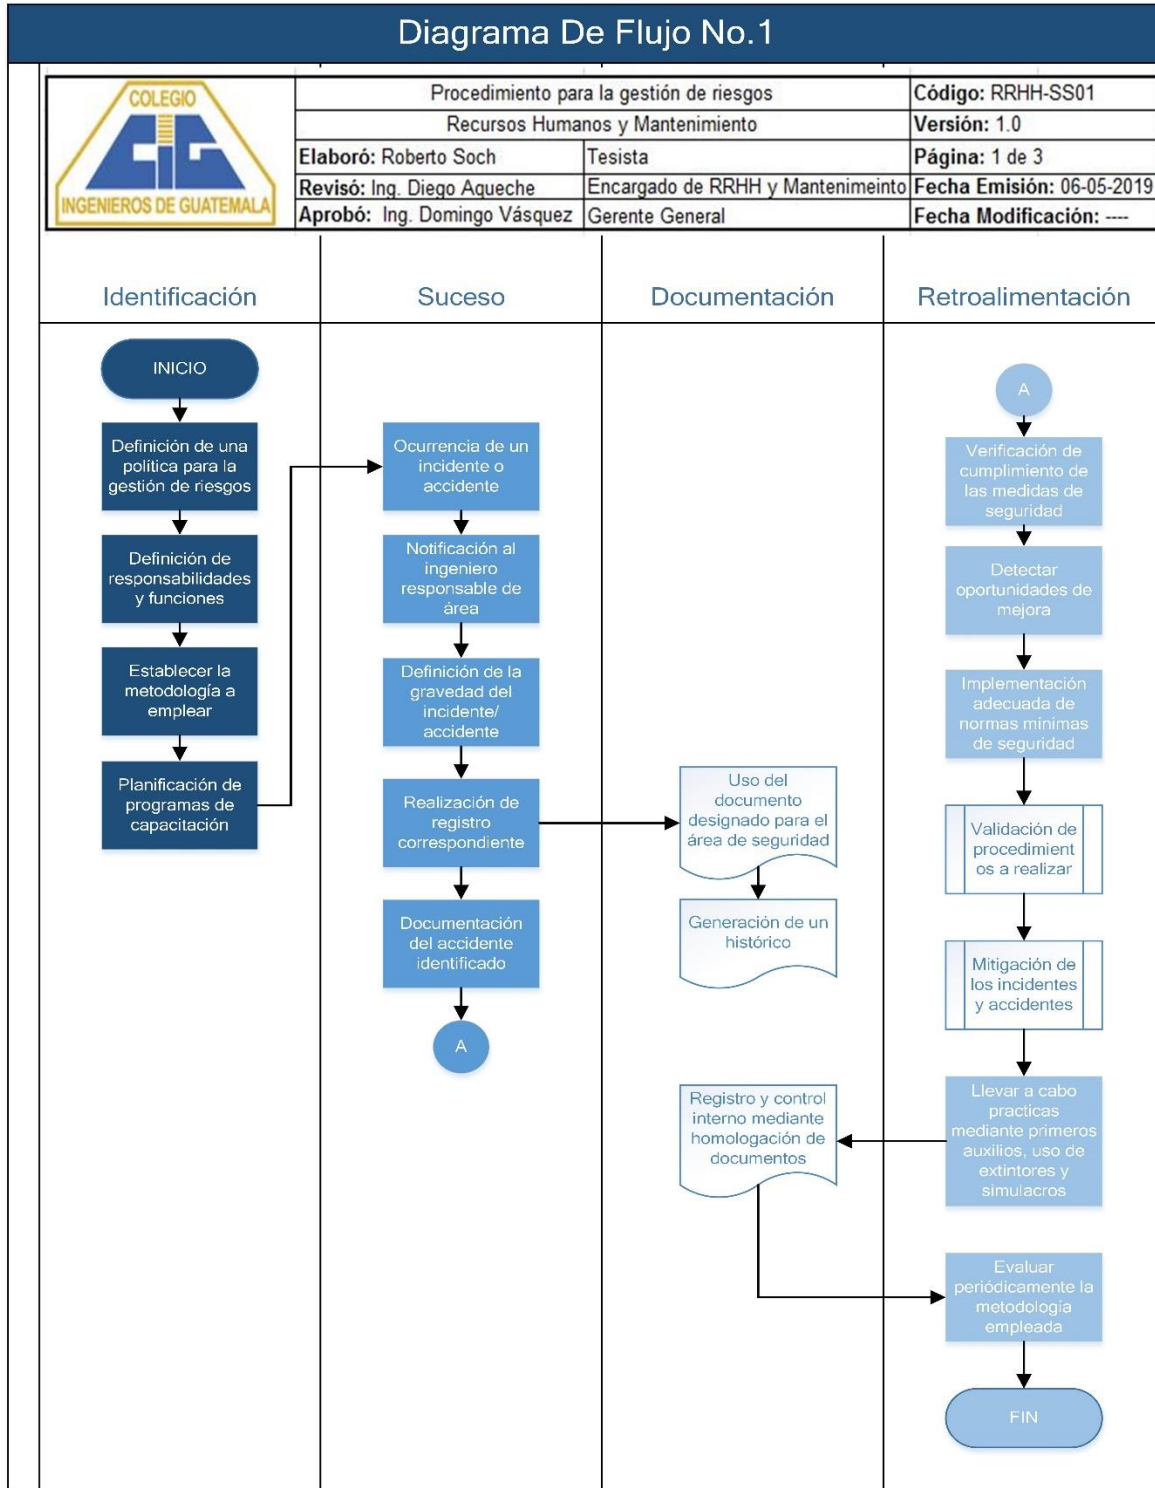 Diagrama De Flujo No.1
COLEGIO
CIG
INGENIEROS DE GUATEMALA
Procedimiento para la gestión de riesgos
Código: RRHH-SS01
Recursos Humanos y Mantenimiento
Versión: 1.0
Elaboró: Roberto Soch
Tesista
Página: 1 de 3
Revisó: Ing. Diego Aqueche
Encargado de RRHH y Mantenimeinto
Fecha Emisión: 06-05-2019
Aprobó: Ing. Domingo Vásquez
Gerente General
Fecha Modificación: ----
Identificación
Suceso
Documentación
Retroalimentación
INICIO
Definición de una
política para la
gestión de riesgos
Definición de
responsabilidades
y funciones
Establecer la
metodología a
emplear
Planificación de
programas de
capacitación
Ocurrencia de un
incidente o
accidente
Notificación al
ingeniero
responsable de
área
Definición de la
gravedad del
incidente/
accidente
Realización de
registro
correspondiente
Documentación
del accidente
identificado
A
Uso del
documento
designado para el
área de seguridad
Generación de un
histórico
Registro y control
interno mediante
homologación de
documentos
A
Verificación de
cumplimiento de
las medidas de
seguridad
Detectar
oportunidades de
mejora
Implementación
adecuada de
normas mínimas
de seguridad
Validación de
procedimient
os a realizar
Mitigación de
los incidentes
y accidentes
Llevar a cabo
practicas
mediante primeros
auxilios, uso de
extintores y
simulacros
Evaluar
periódicamente la
metodología
empleada
FIN